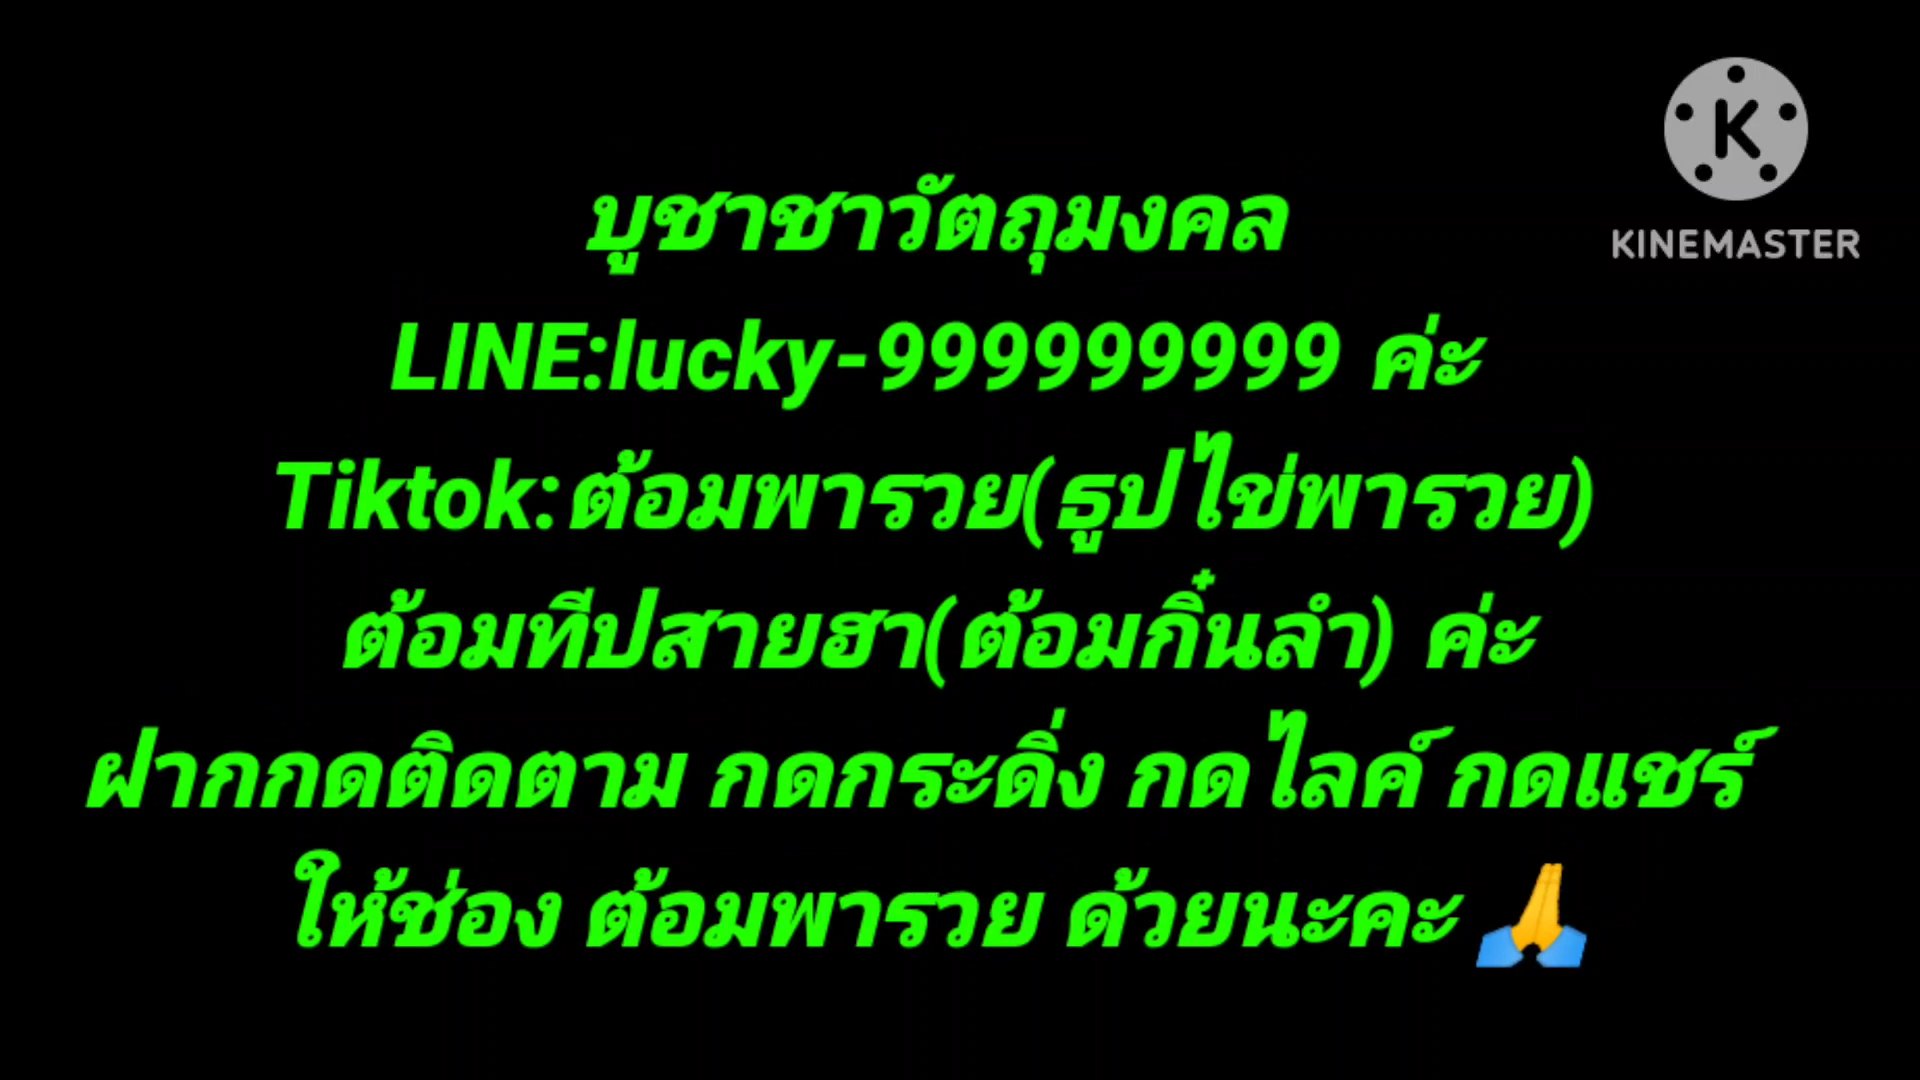 KINEMASTER
บูชาชาวัตถุมงคล
LINE:lucky-999999999 ค่ะ
Tiktok:ต้อมพารวย(ธูปไข่พารวย)
ต้อมทีปสายฮา(ต้อมกิ๋นลำ) ค่ะ
ฝากกดติดตาม กดกระดิ่ง กดไลค์ กดแชร์
ให้ช่อง ต้อมพารวย ด้วยนะคะ🙏